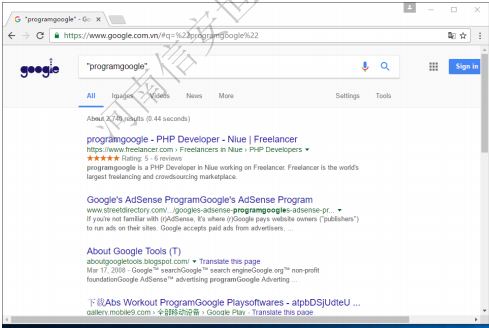 "programgoogle" - Go
https://www.google.com.vn/#q=%22programgoogle%22
google
"programgoogle"
Sign in
All Images Videos News More Settings Tools
About 2,740 results (0.44 seconds)
programgoogle - PHP Developer - Niue | Freelancer
https://www.freelancer.com › Freelancers in Niue › PHP Developers
Rating: 5 - 6 reviews
programgoogle is a PHP Developer in Niue working on Freelancer. Freelancer is the world's
largest freelancing and crowdsourcing marketplace.
Google's AdSense ProgramGoogle's AdSense Program
www.streetdirectory.com/.../googles-adsense-programgoogles-adsense-pr...
If you're not familiar with (r)AdSense, it's where (r)Google pays website owners ("publishers")
to run ads on their sites. Google accepts paid ads from advertisers, ...
About Google Tools (T)
aboutgoogletools.blogspot.com/ Translate this page
Mar 17, 2008 - Google™ searchGoogle™ search engineGoogle.org™ non-profit
foundationGoogle AdSense™ advertising programGoogle Adverting ...
下载Abs Workout ProgramGoogle Playsoftwares - atpbDSjUdteU ...
gallery.mobile9.com › 全部移动设备 › Google Play - Translate this page
河南信安世